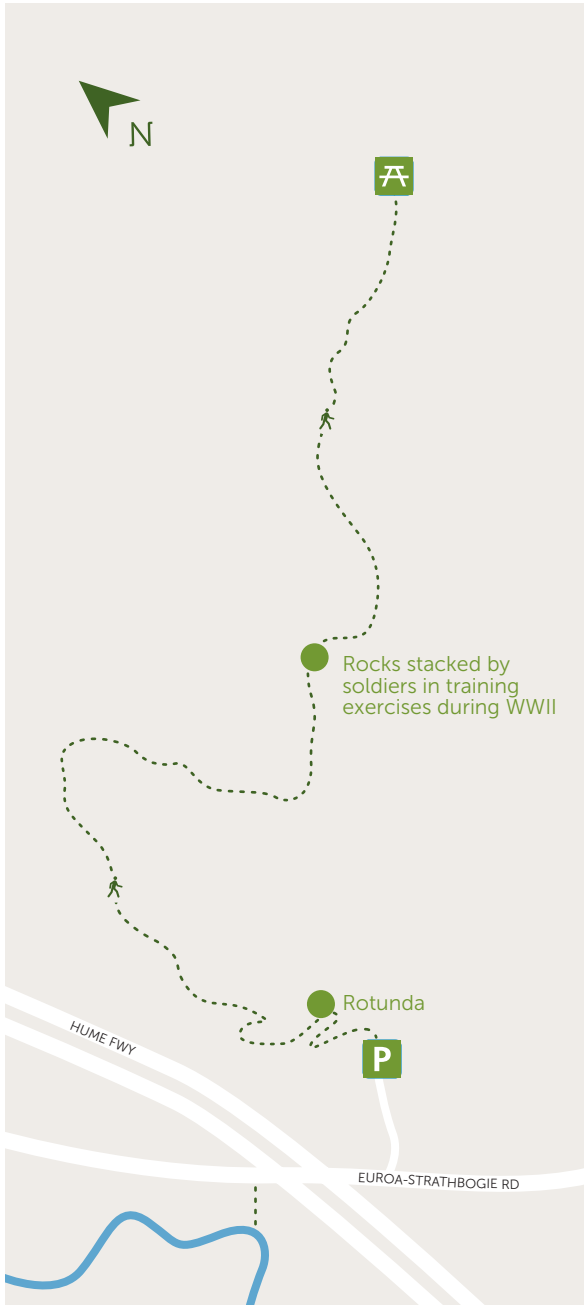 N
Rocks stacked by
soldiers in training
exercises during WWII
Rotunda
HUME FWY
P
EUROA-STRATHBOGIE RD